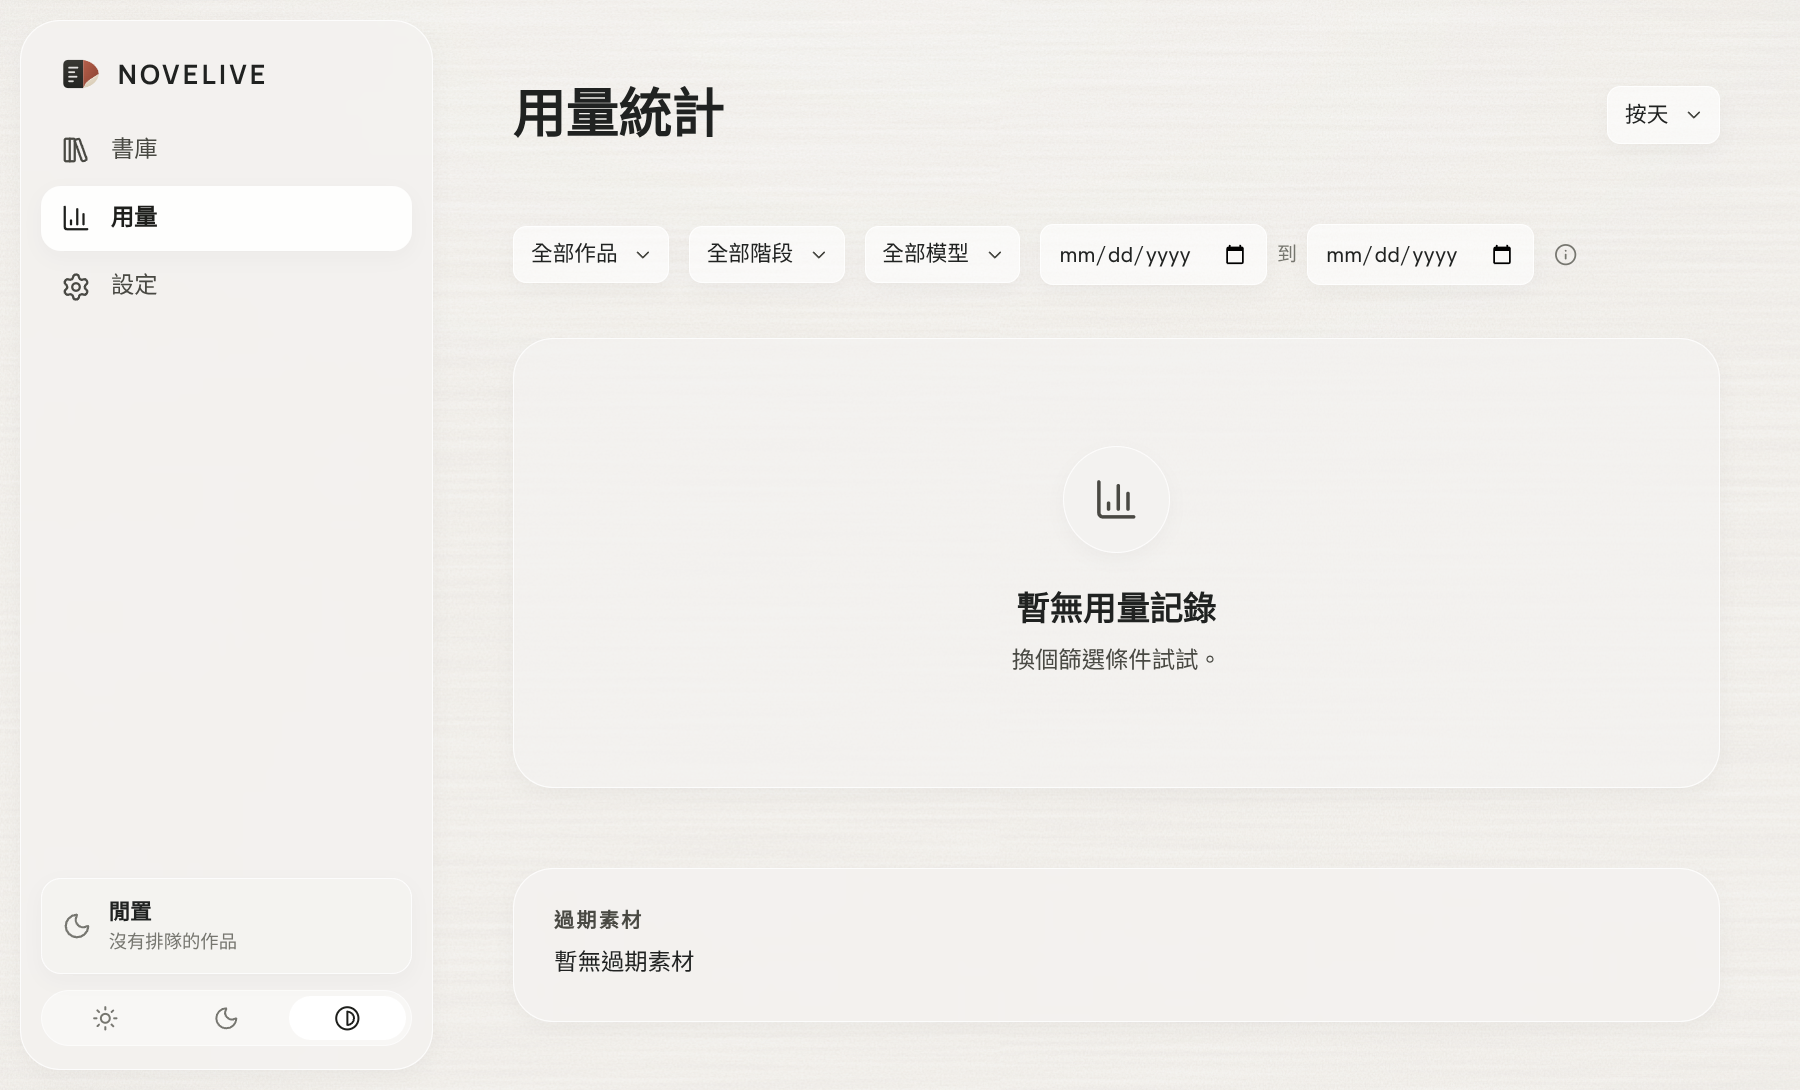 NOVELIVE
書庫
用量
設定
閒置
沒有排隊的作品
用量統計
按天
全部作品
全部階段
全部模型
mm/dd/yyyy
到
mm/dd/yyyy
暫無用量記錄
換個篩選條件試試。
過期素材
暫無過期素材